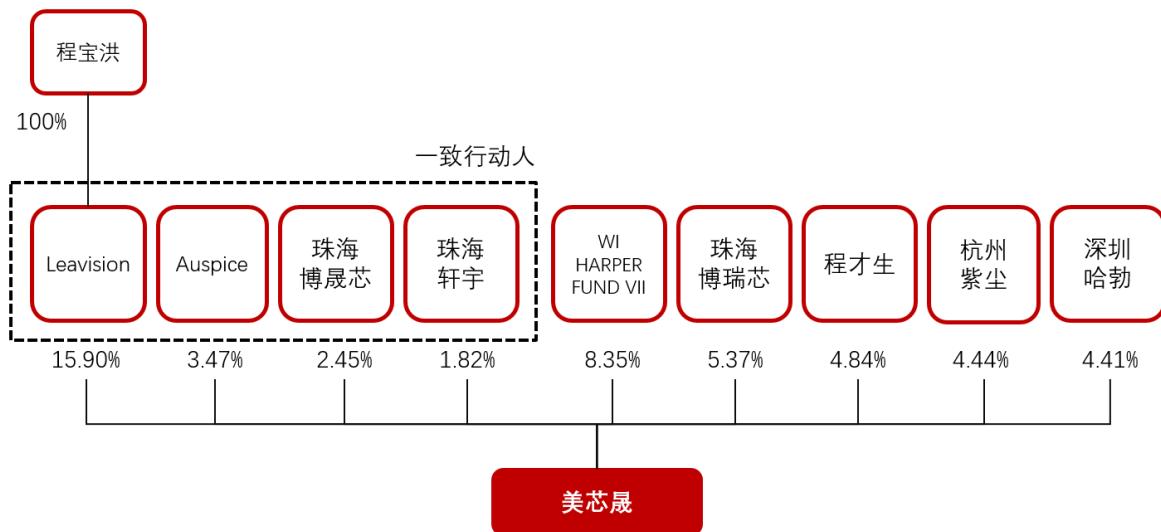 程宝洪
100%
一致行动人
Leavision
Auspice
珠海
博晟芯
珠海
轩宇
WI
HARPER
FUND VII
珠海
博瑞芯
程才生
杭州
紫尘
深圳
哈勃
15.90%
3.47%
2.45%
1.82%
8.35%
5.37%
4.84%
4.44%
4.41%
美芯晟